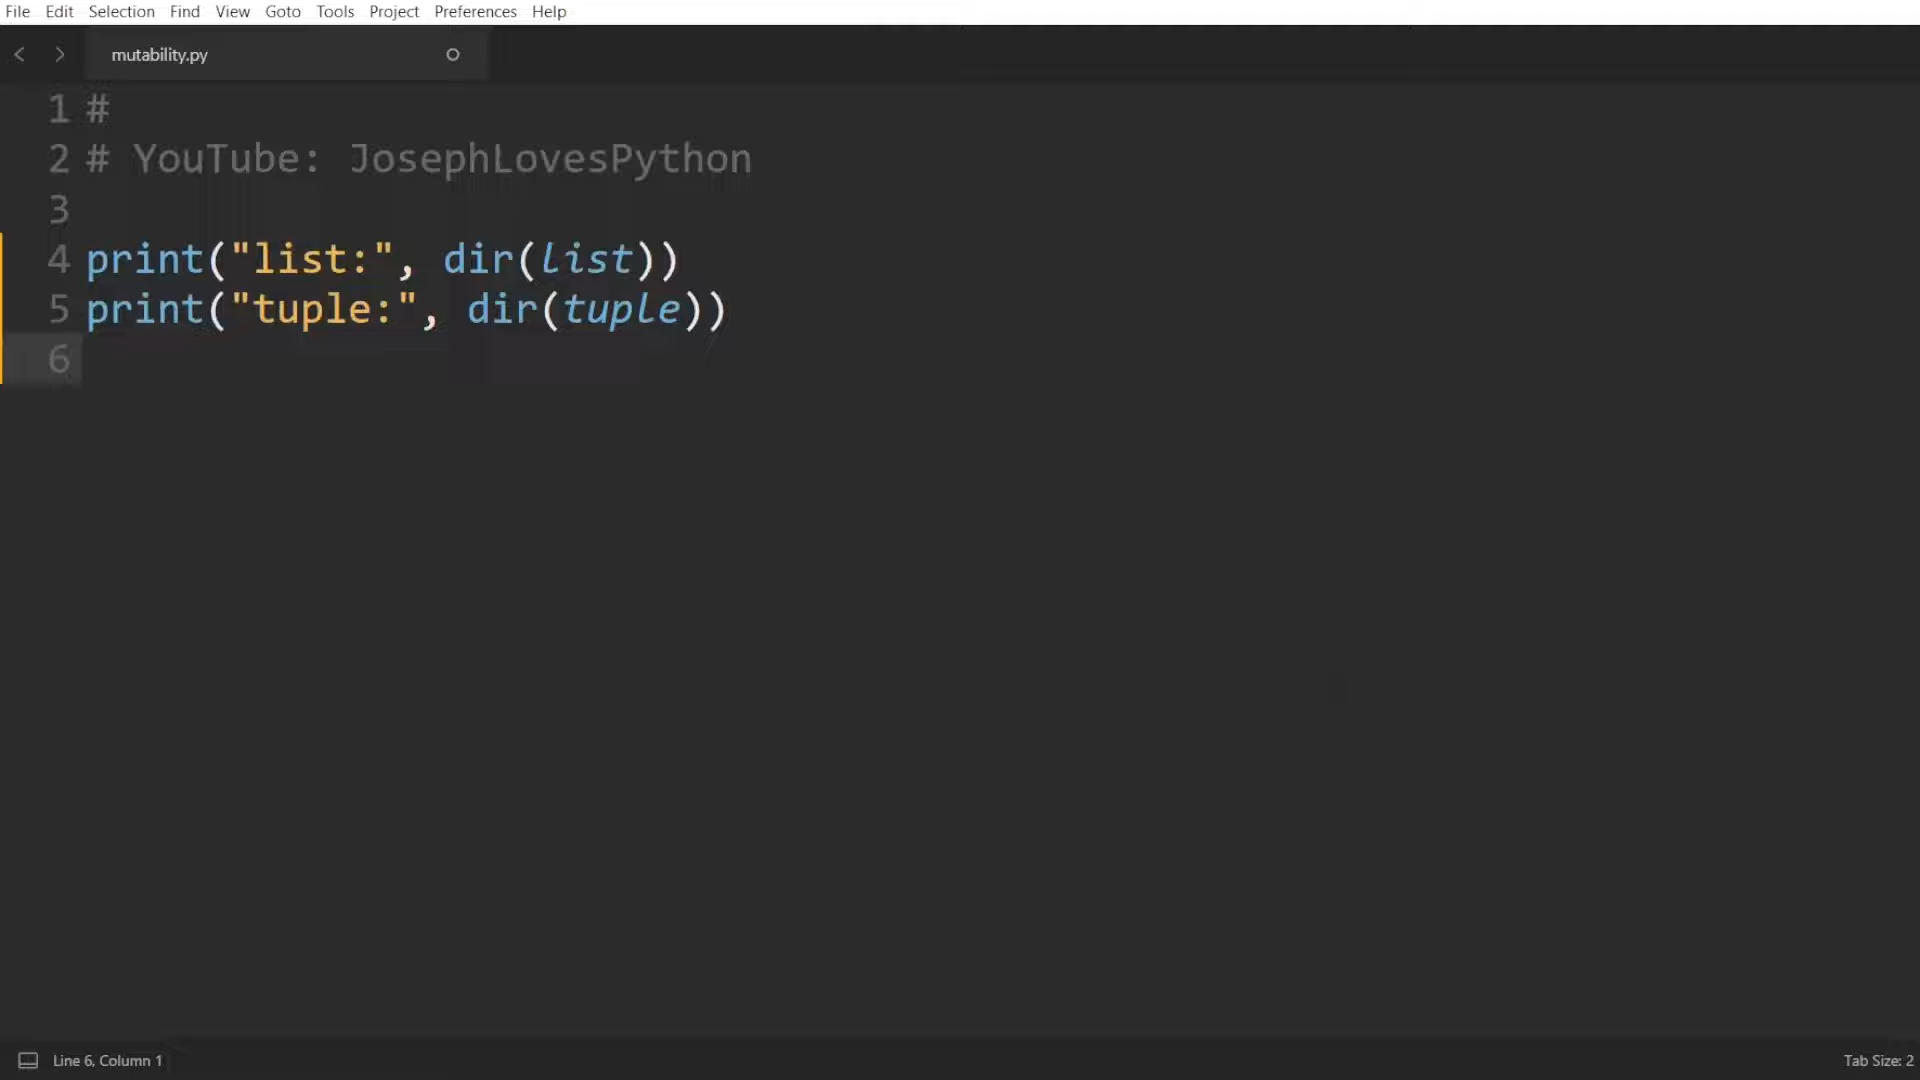 File Edit Selection Find View Goto Tools Project Preferences Help
mutability.py
1 #
2 # YouTube: JosephLovesPython
3
4 print("list:", dir(list))
5 print("tuple:", dir(tuple))
6
Line 6, Column 1 Tab Size: 2